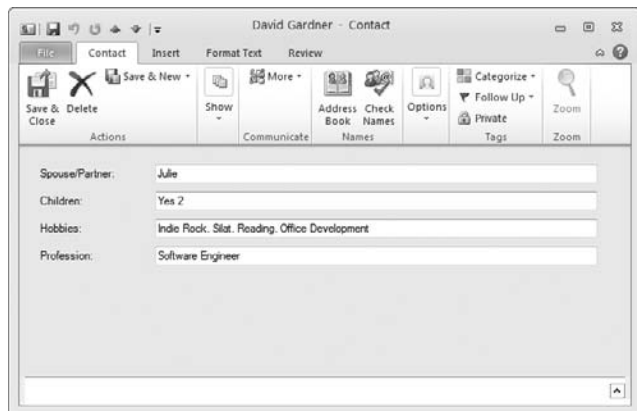 David Gardner - Contact
File Contact Insert Format Text Review
Save & Close Delete Save & New Show More Address Book Check Names Options Categorize Follow Up Private Zoom
Actions Communicate Names Tags Zoom
Spouse/Partner: Julie
Children: Yes 2
Hobbies: Indie Rock. Silat. Reading. Office Development
Profession: Software Engineer